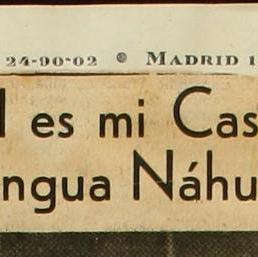 24-90-02 • MADRID 1
l es mi Cas
ngua Náhu